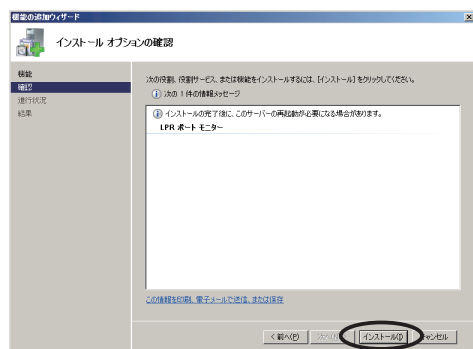 機能の追加ウィザード
インストール オプションの確認
機能
確認
進行状況
結果
次の役割、役割サービス、または機能をインストールするには、[インストール] をクリックしてください。
次の 1 件の情報メッセージ
インストールの完了後に、このサーバーの再起動が必要になる場合があります。
LPR ポート モニター
この情報を印刷、電子メールで送信、または保存
< 前へ(P)
インストール(I)
キャンセル